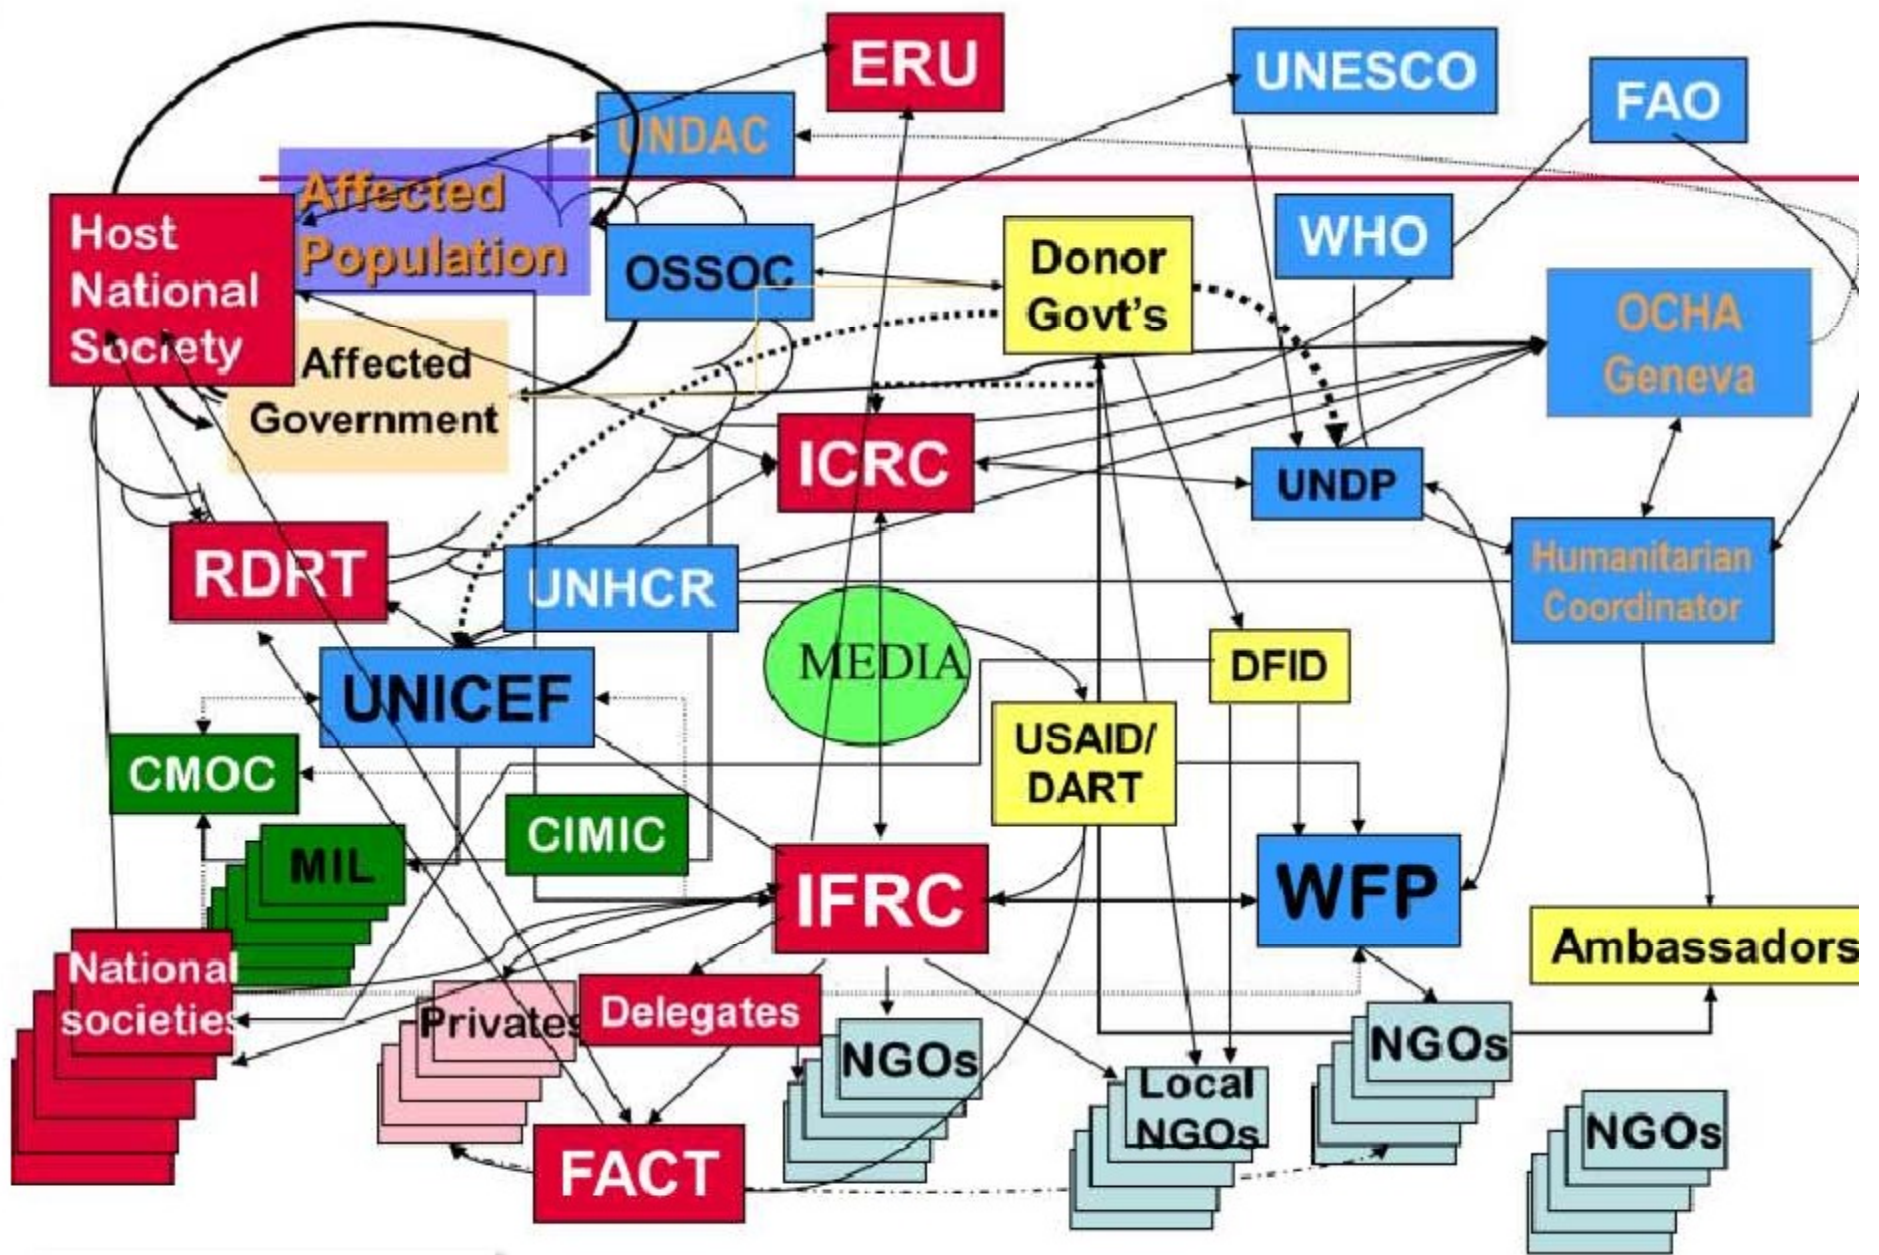 ERU
UNESCO
FAO
UNDAC
Affected
Population
Host
National
Society
WHO
Donor
Govt's
OSSOC
OCHA
Geneva
Affected
Government
ICRC
UNDP
RDRT
UNHCR
Humanitarian
Coordinator
MEDIA
DFID
UNICEF
USAID/
DART
CMOC
CIMIC
MIL
IFRC
WFP
Ambassadors
National
societies
Privates
Delegates
NGOs
NGOs
Local
NGOs
NGOs
FACT